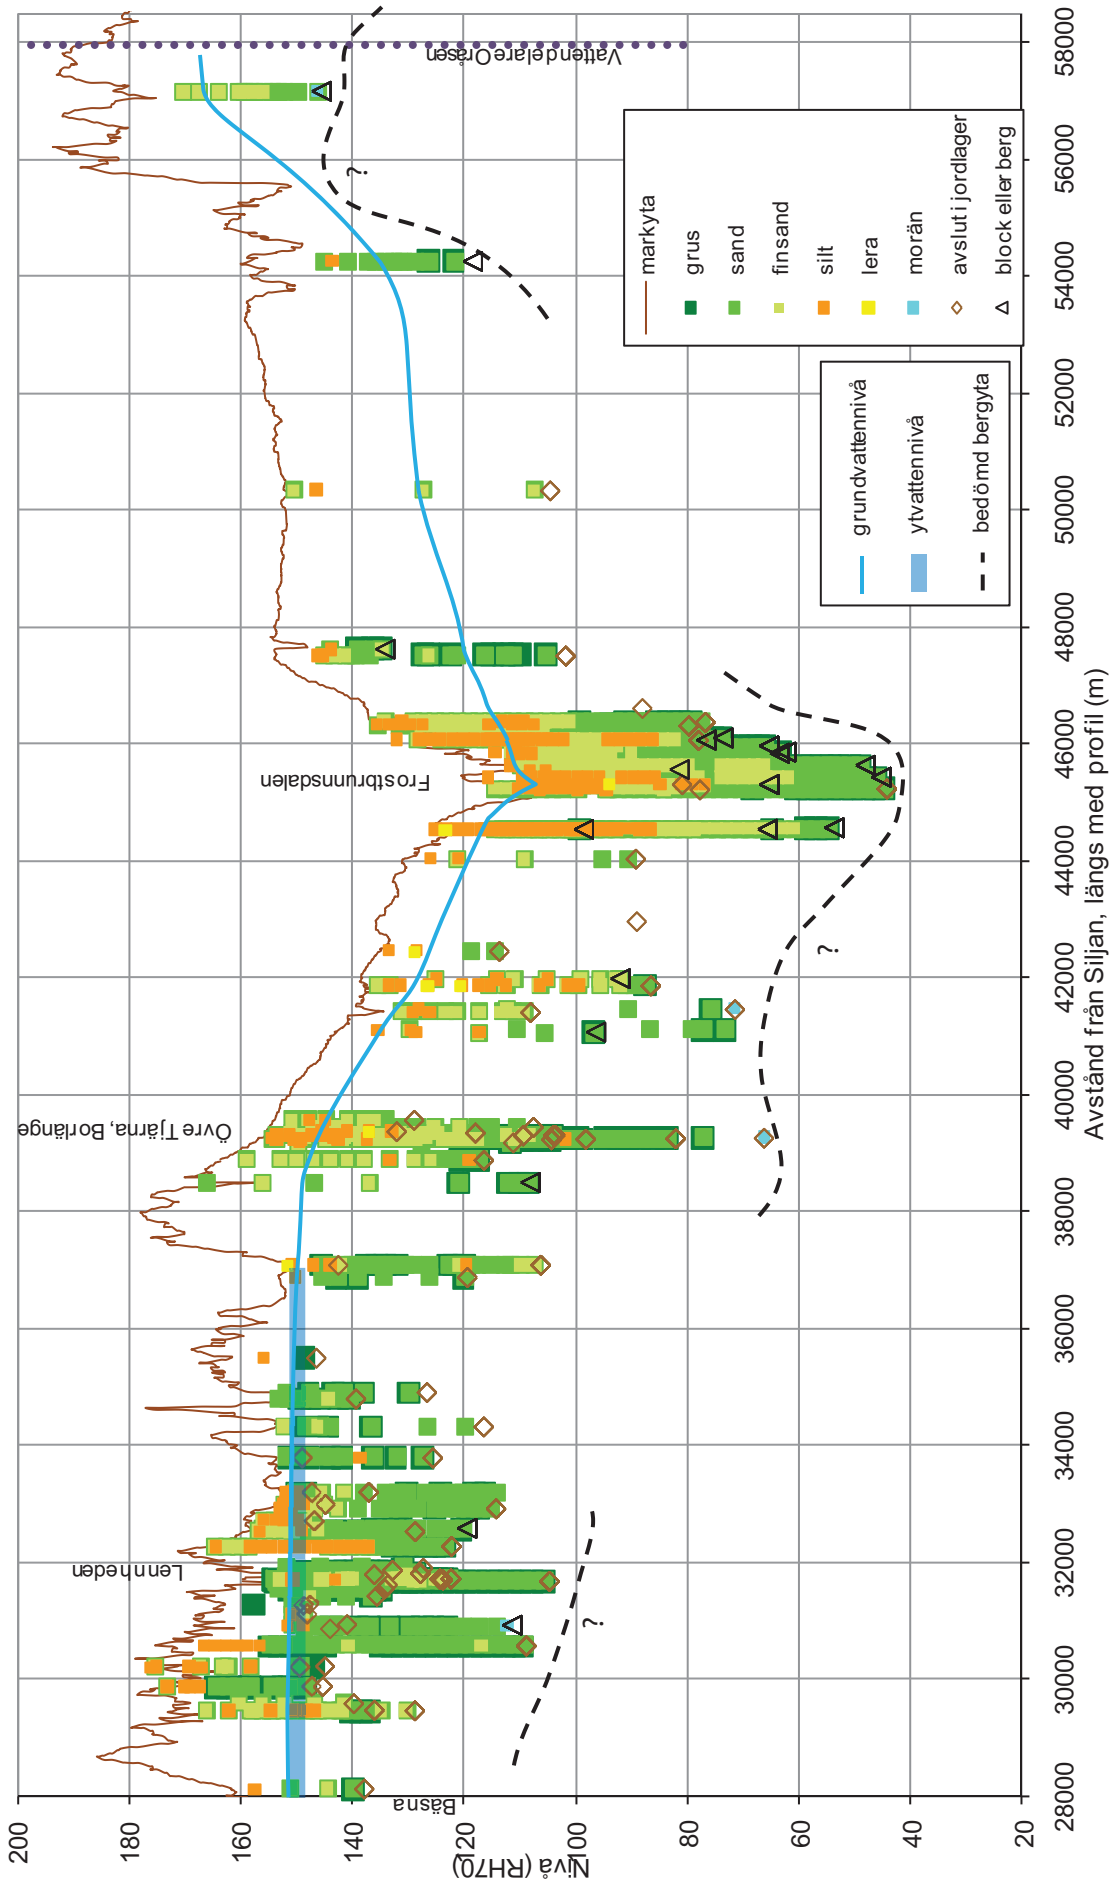 200
180
160
140
120
100
80
60
40
20
Nivå (RH70)
28000
30000
32000
34000
36000
38000
40000
42000
44000
46000
48000
50000
52000
54000
56000
58000
Avstånd från Siljan, längs med profil (m)
Bäsna
Lennheden
Övre Tjärna, Borlänge
Frostbrunnsdalen
Vattendelare Öråsen
?
?
?
grundvattennivå
ytvattennivå
bedömd bergyta
markyta
grus
sand
finsand
silt
lera
morän
avslut i jordlager
block eller berg